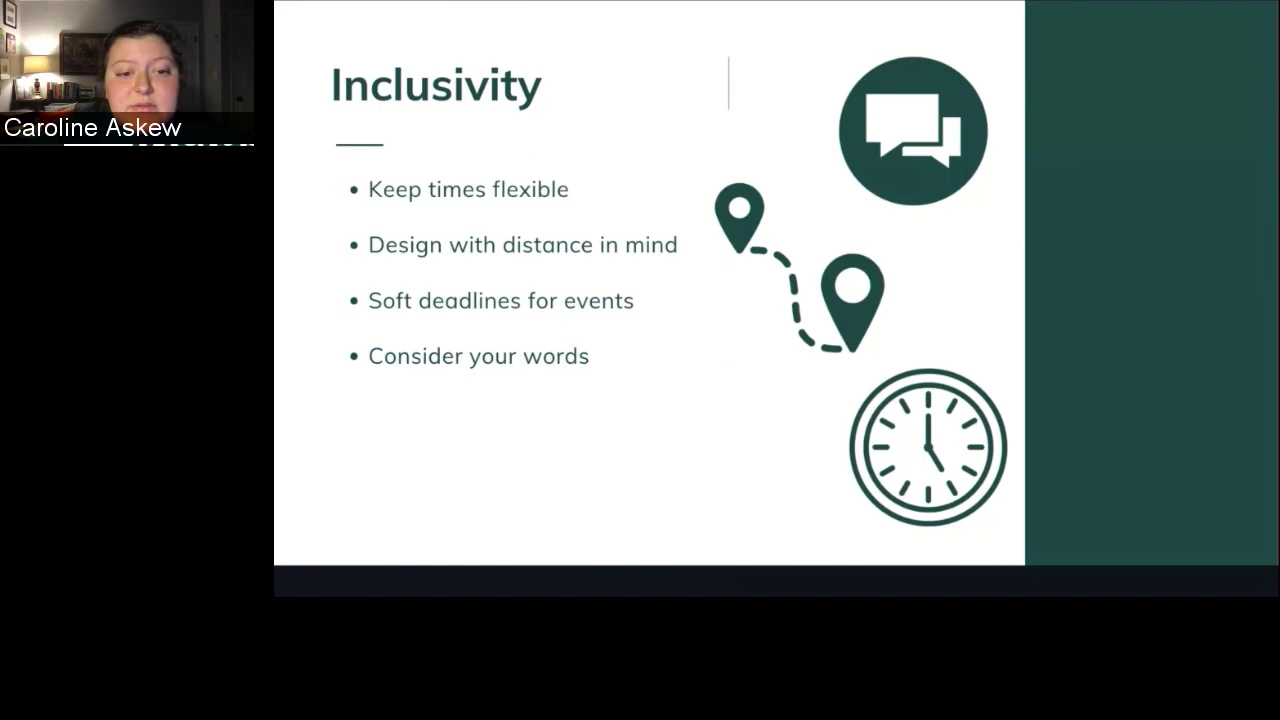 Caroline Askew
Inclusivity
• Keep times flexible
• Design with distance in mind
• Soft deadlines for events
• Consider your words